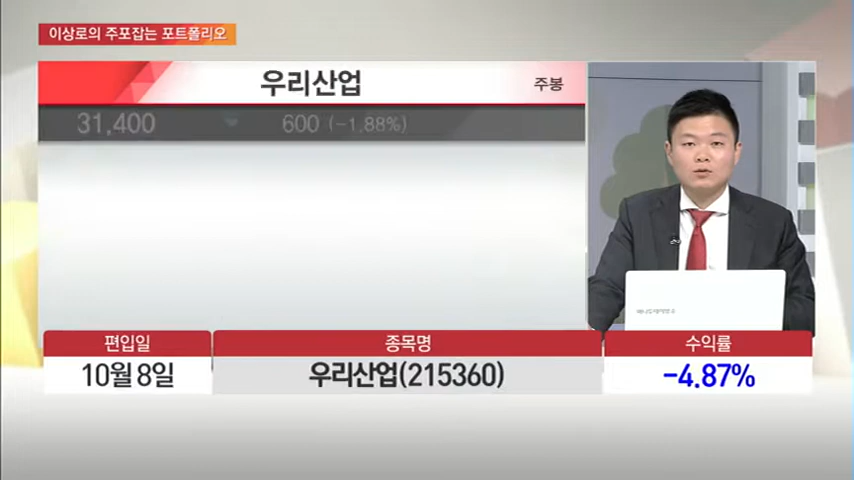 이상로의 주포잡는 포트폴리오
우리산업
주봉
31,400 ▼ 600 (-1.88%)
편입일 종목명 수익률
10월 8일 우리산업(215360) -4.87%